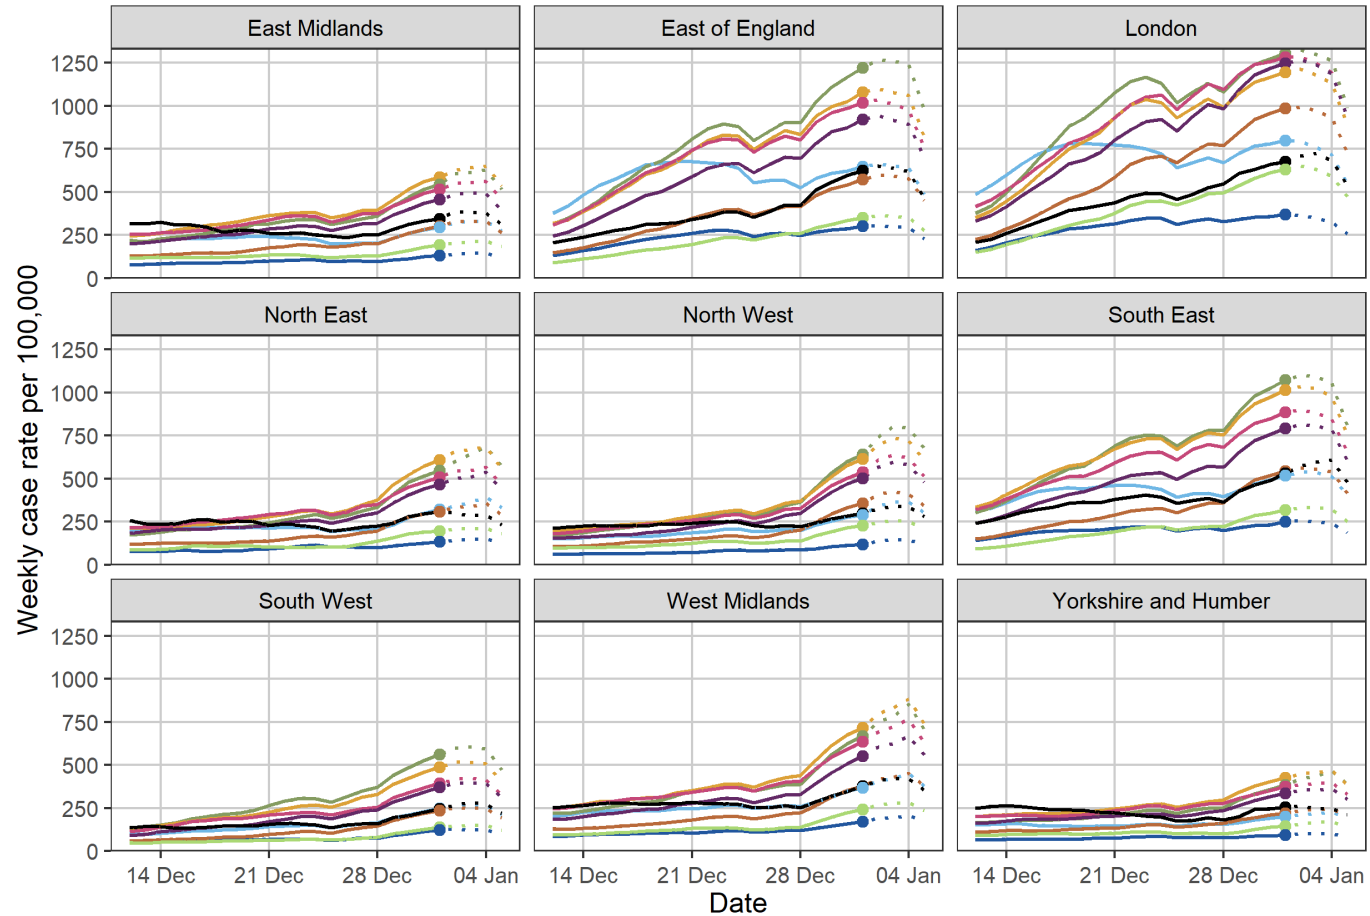 East Midlands
East of England
London
1250
1000
750
500
250
0
North East
North West
South East
1250
1000
750
500
250
0
South West
West Midlands
Yorkshire and Humber
1250
1000
750
500
250
0
14 Dec 21 Dec 28 Dec 04 Jan
14 Dec 21 Dec 28 Dec 04 Jan
14 Dec 21 Dec 28 Dec 04 Jan
Date
Weekly case rate per 100,000